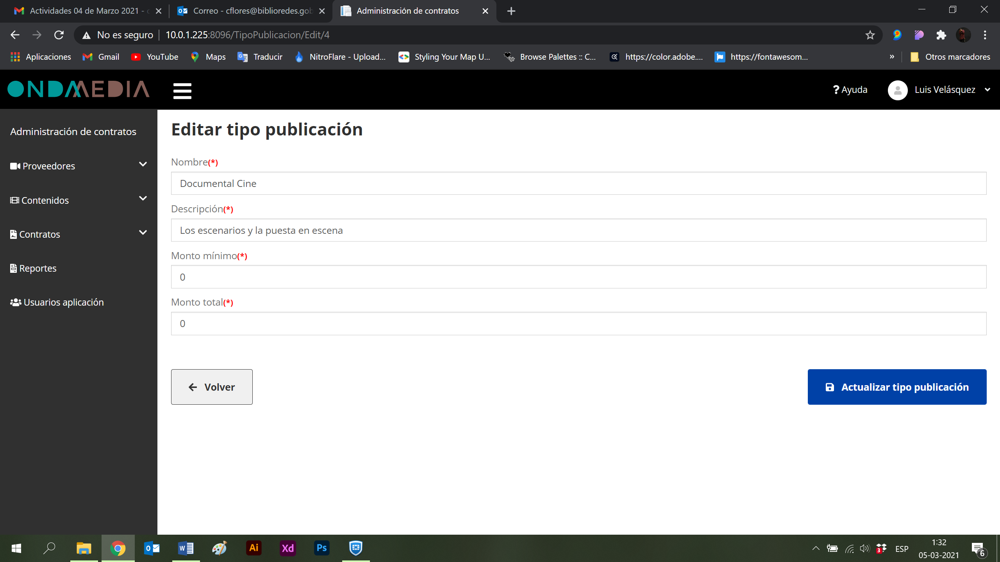 Actividades 04 de Marzo 2021 - c
Correo - cflores@biblioredes.gob
Administración de contratos
No es seguro
10.0.1.225:8096/TipoPublicacion/Edit/4
Aplicaciones
Gmail
YouTube
Maps
Traducir
NitroFlare - Upload...
Styling Your Map U...
Browse Palettes :: C...
https://color.adobe....
https://fontawesom...
»
Otros marcadores
ONDAMEDIA
? Ayuda
Luis Velásquez
Administración de contratos
Proveedores
Contenidos
Contratos
Reportes
Usuarios aplicación
Editar tipo publicación
Nombre(*)
Documental Cine
Descripción(*)
Los escenarios y la puesta en escena
Monto mínimo(*)
0
Monto total(*)
0
Volver
Actualizar tipo publicación
Ai
Xd
Ps
3
ESP
1:32
05-03-2021
6